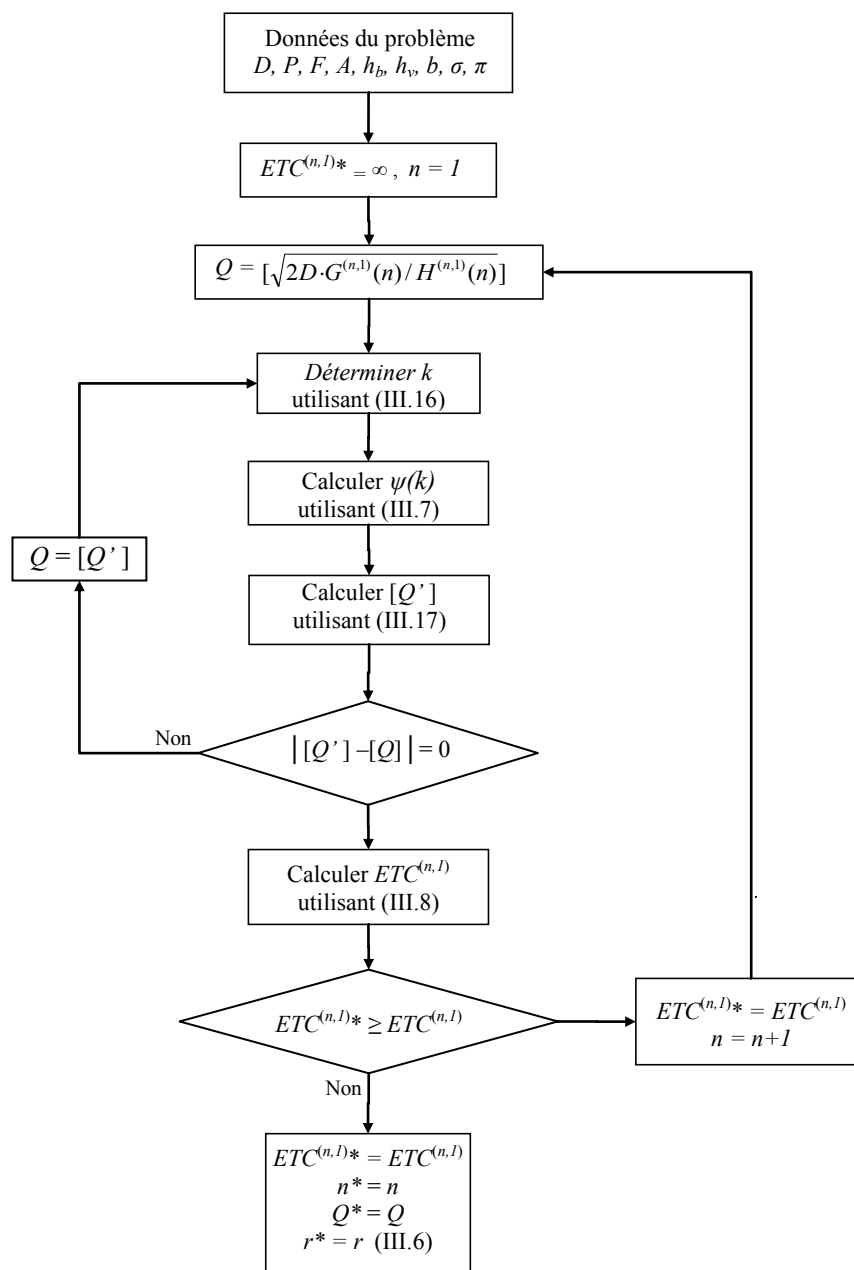 Données du problème
D, P, F, A, h_b, h_v, b, σ, π
ETC^{(n,1)}* = ∞ , n = 1
Q = [√2D·G^{(n,1)}(n) / H^{(n,1)}(n)]
Déterminer k
utilisant (III.16)
Calculer ψ(k)
utilisant (III.7)
Q = [Q’ ]
Calculer [Q’ ]
utilisant (III.17)
Non
| [Q’ ] –[Q] | = 0
Calculer ETC^{(n,1)}
utilisant (III.8)
.
ETC^{(n,1)}* ≥ ETC^{(n,1)}
ETC^{(n,1)}* = ETC^{(n,1)}
n = n+1
Non
ETC^{(n,1)}* = ETC^{(n,1)}
n* = n
Q* = Q
r* = r (III.6)